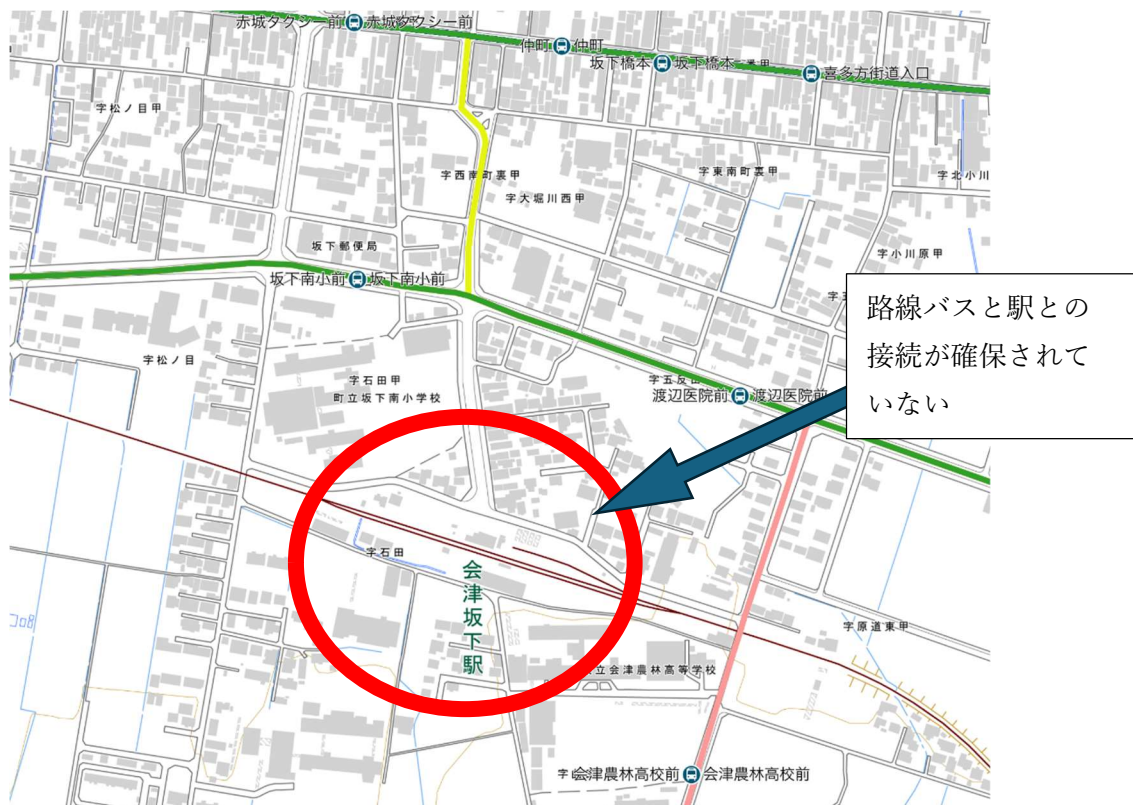 赤城タクシー前 赤城タクシー前
仲町 仲町
坂下橋本 坂下橋本
喜多方街道入口
字松ノ目甲
字西南町裏甲
字東南町裏甲
字北小川
字大堀川西甲
坂下郵便局
字小川原甲
坂下南小前 坂下南小前
路線バスと駅との
接続が確保されて
いない
字松ノ目
字石田甲
町立坂下南小学校
字五反田
渡辺医院前 渡辺医院前
字石田
会津坂下駅
字原道東甲
立会津農林高等学校
会津農林高校前 会津農林高校前